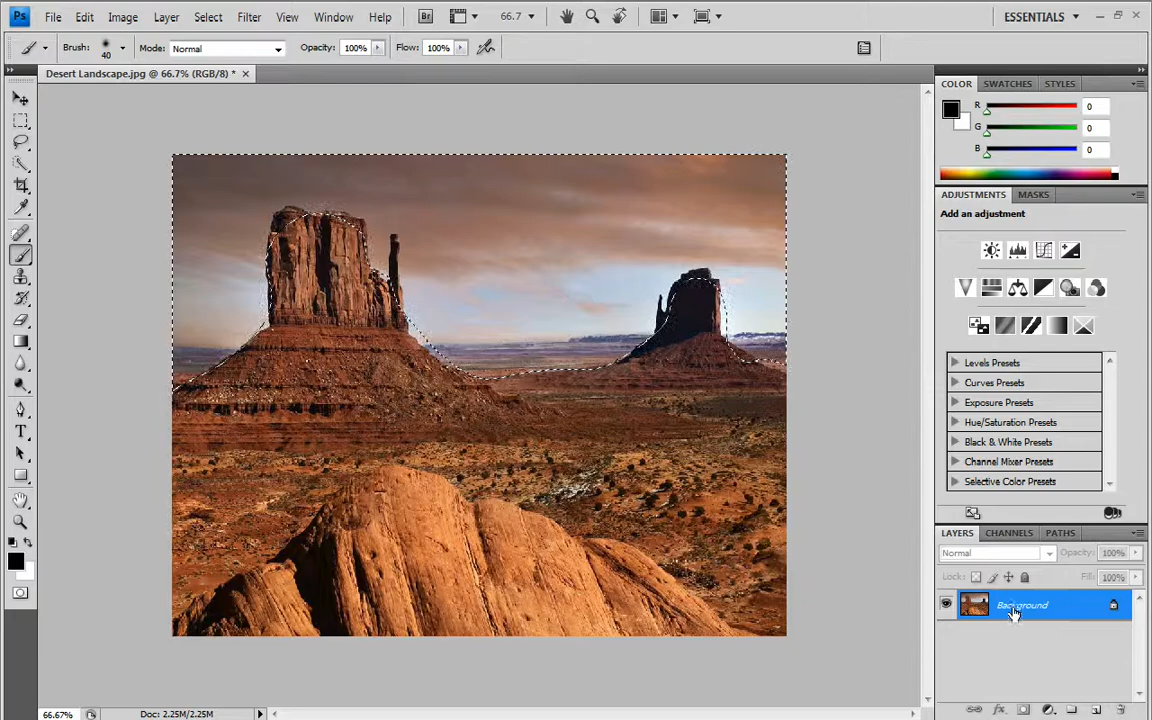 Ps File Edit Image Layer Select Filter View Window Help Br 66.7 ESSENTIALS
Brush: 40 Mode: Normal Opacity: 100% Flow: 100%
Desert Landscape.jpg @ 66.7% (RGB/8) *
COLOR SWATCHES STYLES
R 0
G 0
B 0
ADJUSTMENTS MASKS
Add an adjustment
Levels Presets
Curves Presets
Exposure Presets
Hue/Saturation Presets
Black & White Presets
Channel Mixer Presets
Selective Color Presets
LAYERS CHANNELS PATHS
Normal Opacity: 100%
Lock: Fill: 100%
Background
66.67% Doc: 2.25M/2.25M